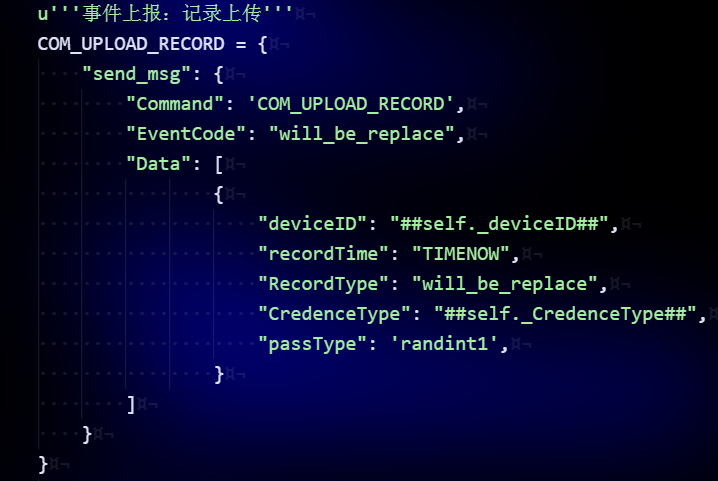 u'''事件上报：记录上传'''
COM_UPLOAD_RECORD = {
    "send_msg": {
        "Command": 'COM_UPLOAD_RECORD',
        "EventCode": "will_be_replace",
        "Data": [
                {
                    "deviceID": "##self._deviceID##",
                    "recordTime": "TIMENOW",
                    "RecordType": "will_be_replace",
                    "CredenceType": "##self._CredenceType##",
                    "passType": 'randint1',
                }
        ]
    }
}